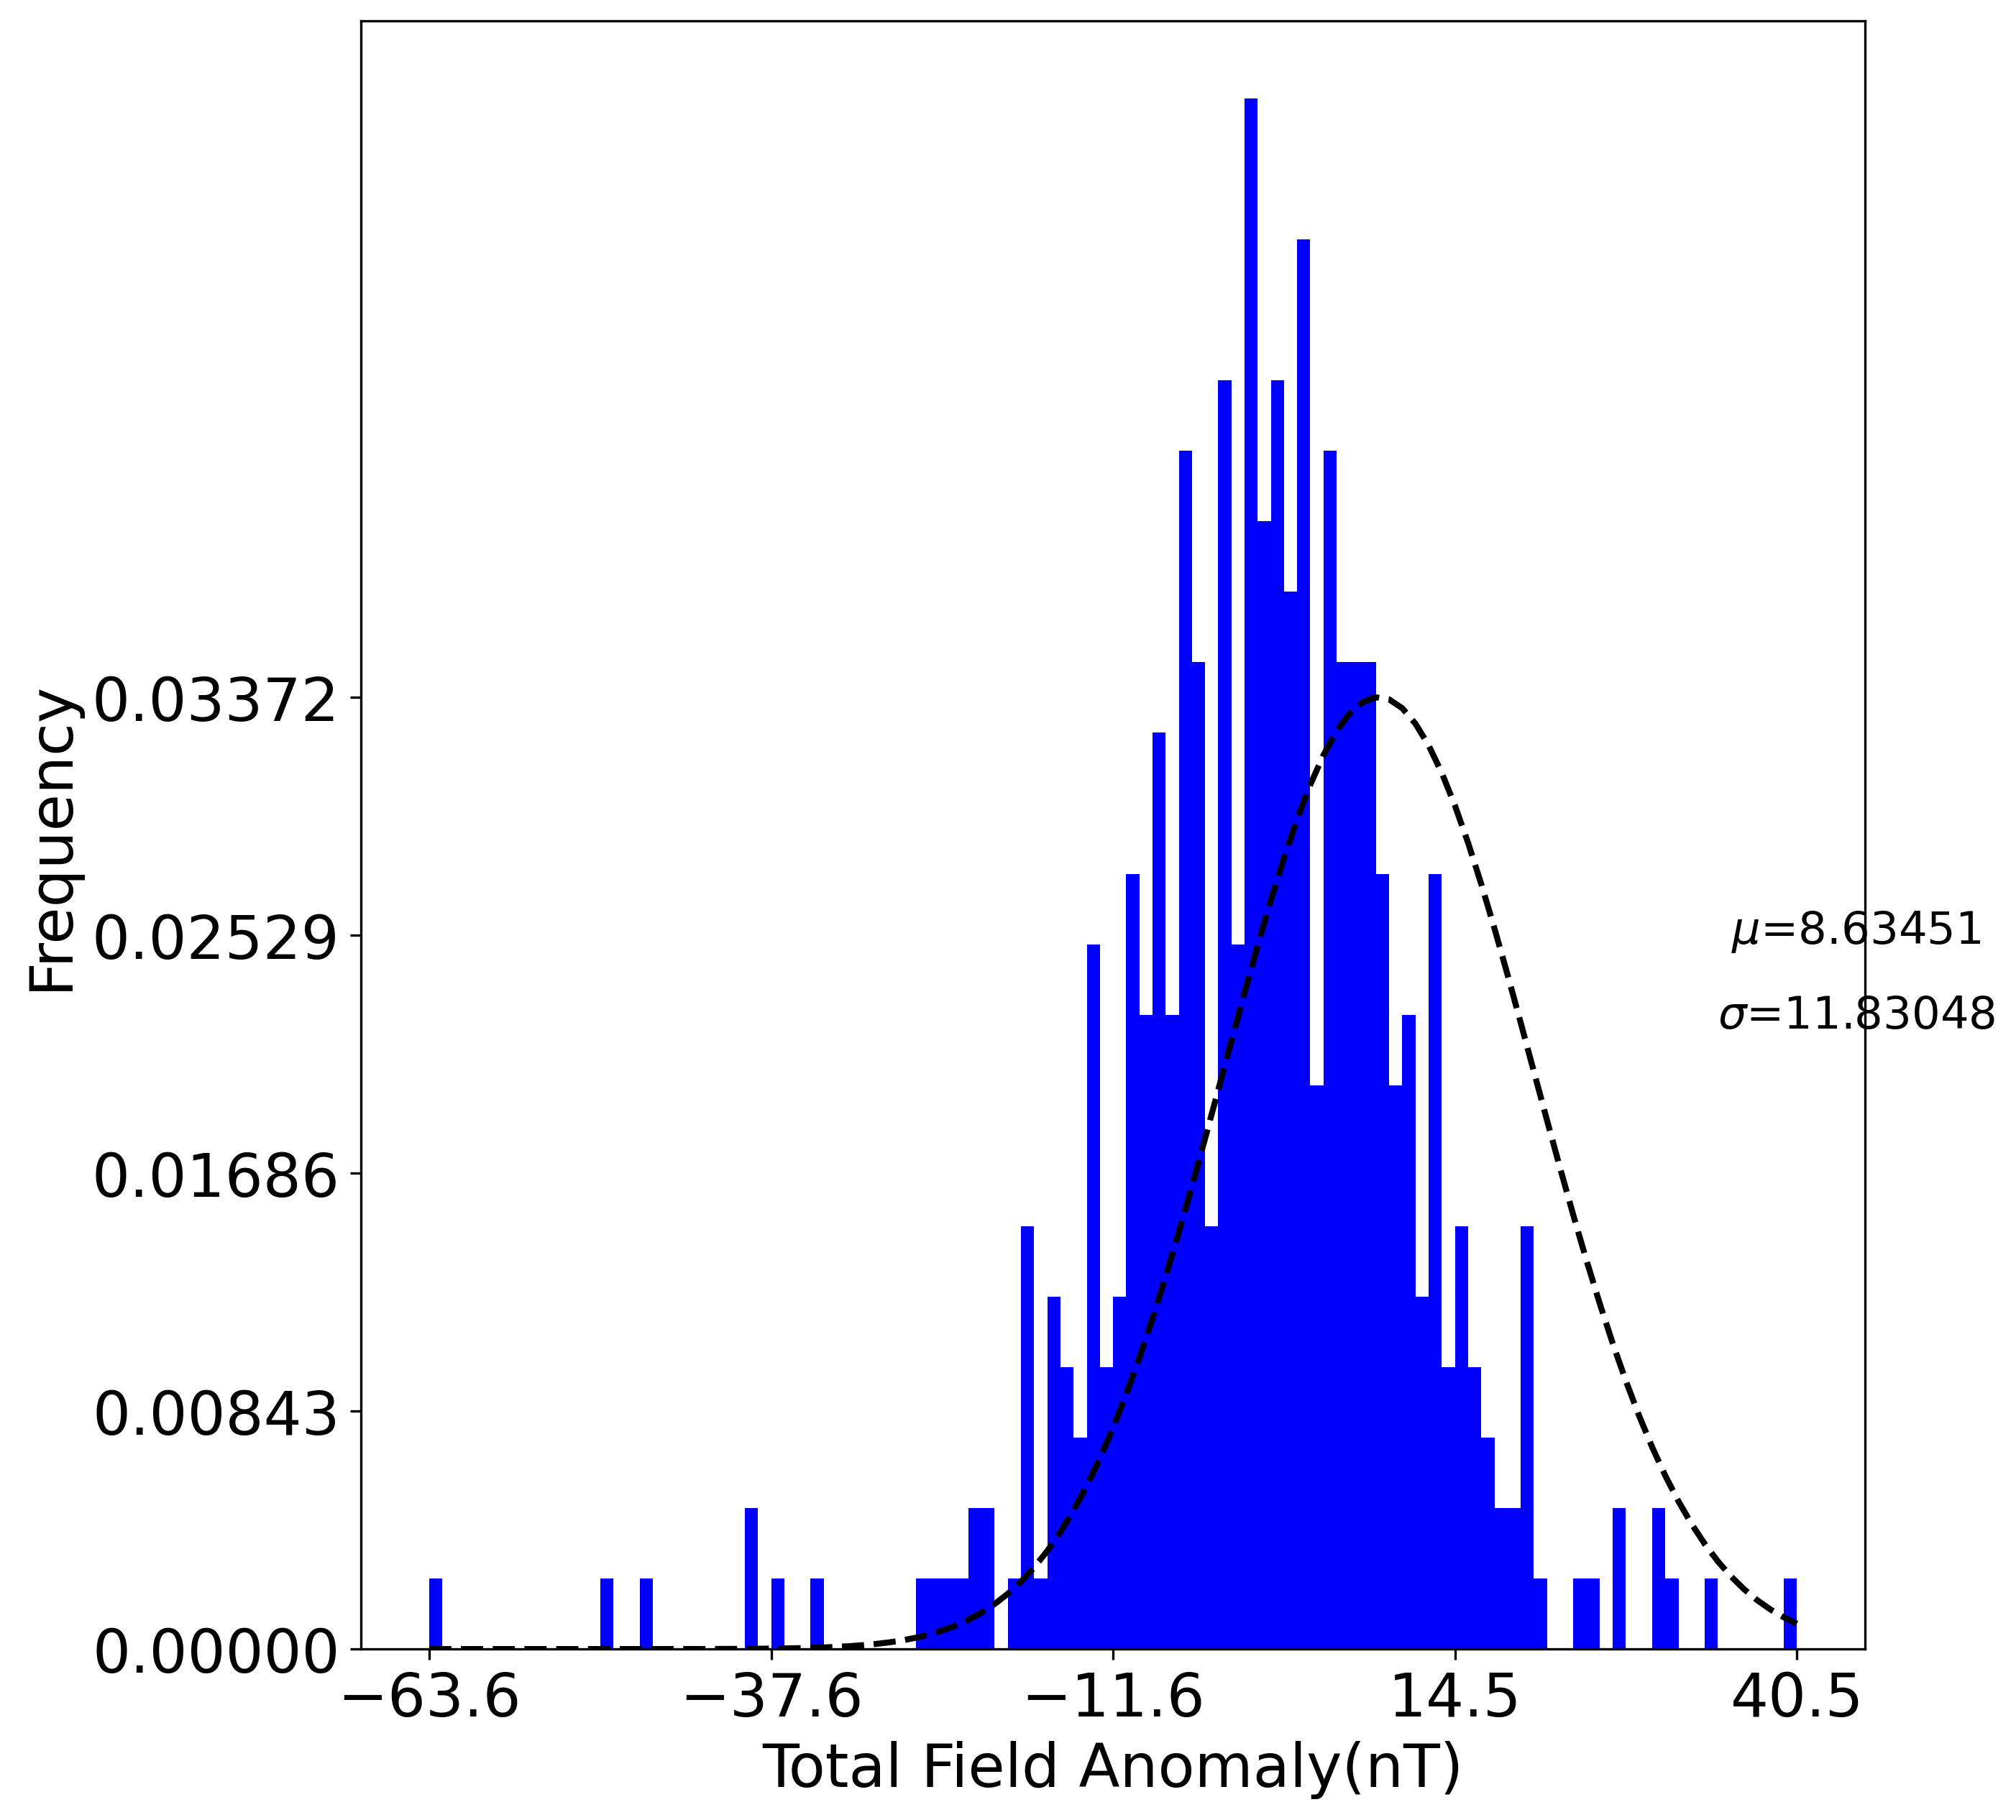 Frequency
0.03372
0.02529
0.01686
0.00843
0.00000
μ=8.63451
σ=11.83048
−63.6 −37.6 −11.6 14.5 40.5
Total Field Anomaly(nT)